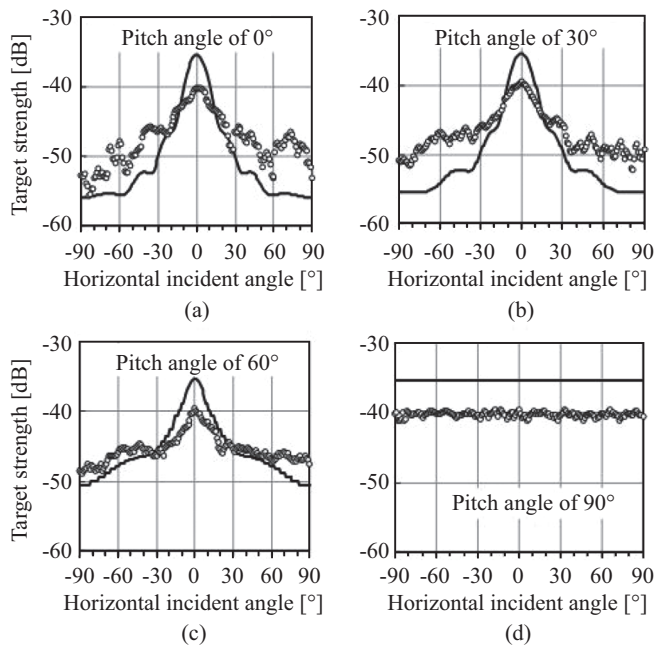 -30
-40
-50
-60
Target strength [dB]
Pitch angle of 0°
-90 -60 -30 0 30 60 90
Horizontal incident angle [°]
(a)
-30
-40
-50
-60
Pitch angle of 30°
-90 -60 -30 0 30 60 90
Horizontal incident angle [°]
(b)
-30
-40
-50
-60
Target strength [dB]
Pitch angle of 60°
-90 -60 -30 0 30 60 90
Horizontal incident angle [°]
(c)
-30
-40
-50
-60
Pitch angle of 90°
-90 -60 -30 0 30 60 90
Horizontal incident angle [°]
(d)